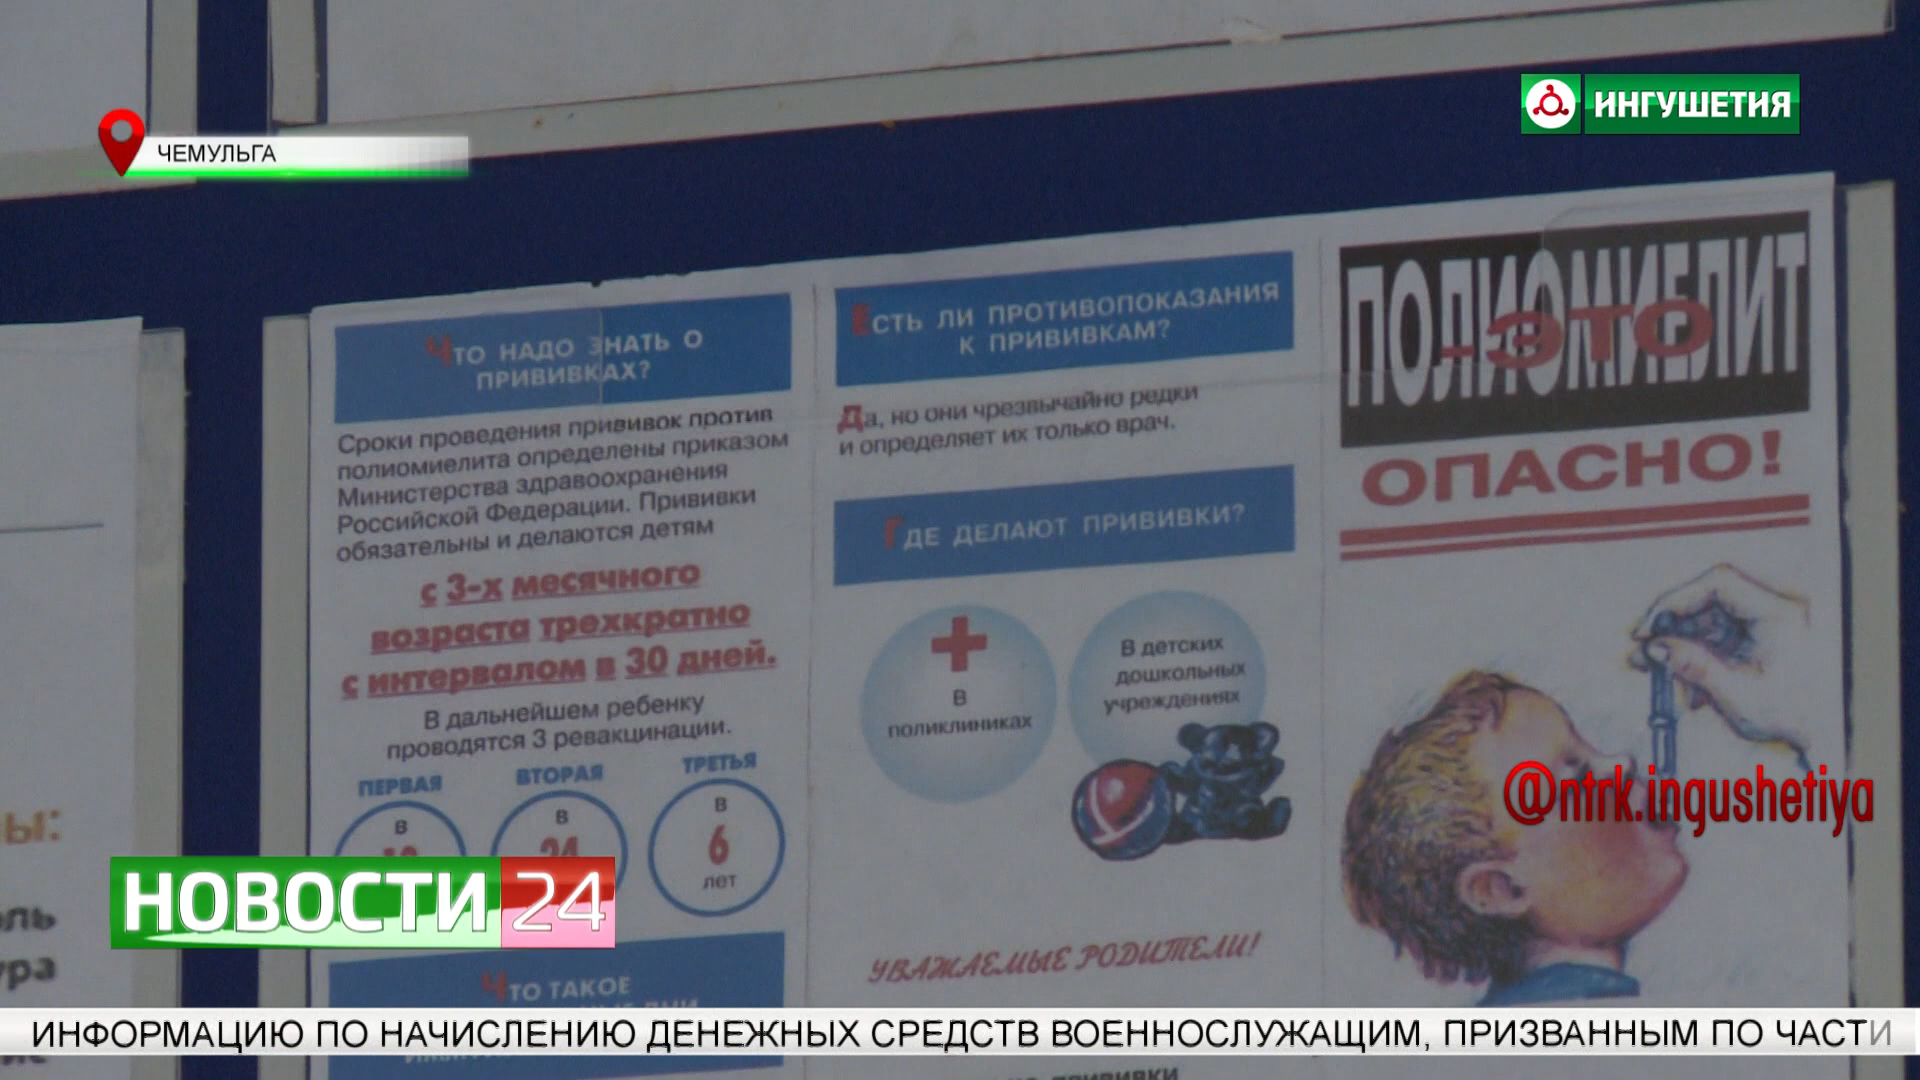 ИНГУШЕТИЯ
ЧЕМУЛЬГА
ЧТО НАДО ЗНАТЬ О
ПРИВИВКАХ?
Сроки проведения прививок против
полиомиелита определены приказом
Министерства здравоохранения
Российской Федерации. Прививки
обязательны и делаются детям
с 3-х месячного
возраста трехкратно
с интервалом в 30 дней.
В дальнейшем ребенку
проводятся 3 ревакцинации.
ПЕРВАЯ
В
ВТОРАЯ
В
24
ТРЕТЬЯ
В
6
лет
ЧТО ТАКОЕ
ЕСТЬ ЛИ ПРОТИВОПОКАЗАНИЯ
К ПРИВИВКАМ?
Да, но они чрезвычайно редки
и определяет их только врач.
ГДЕ ДЕЛАЮТ ПРИВИВКИ?
В
поликлиниках
В детских
дошкольных
учреждениях
УВАЖАЕМЫЕ РОДИТЕЛИ!
прививки
ПОЛИОМИЕЛИТ
- ЭТО
ОПАСНО!
@ntrk.ingushetiya
ы:
НОВОСТИ 24
ИНФОРМАЦИЮ ПО НАЧИСЛЕНИЮ ДЕНЕЖНЫХ СРЕДСТВ ВОЕННОСЛУЖАЩИМ, ПРИЗВАННЫМ ПО ЧАСТИ